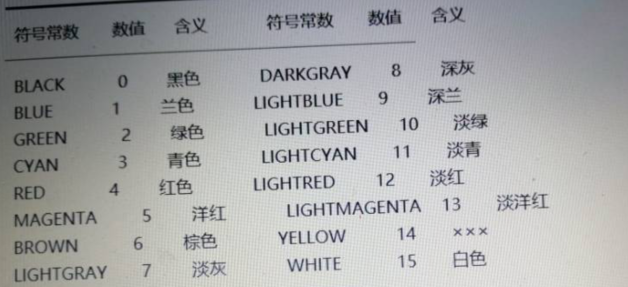 符号常数 数值 含义 符号常数 数值 含义
BLACK 0 黑色 DARKGRAY 8 深灰
BLUE 1 兰色 LIGHTBLUE 9 深兰
GREEN 2 绿色 LIGHTGREEN 10 淡绿
CYAN 3 青色 LIGHTCYAN 11 淡青
RED 4 红色 LIGHTRED 12 淡红
MAGENTA 5 洋红 LIGHTMAGENTA 13 淡洋红
BROWN 6 棕色 YELLOW 14 ×××
LIGHTGRAY 7 淡灰 WHITE 15 白色